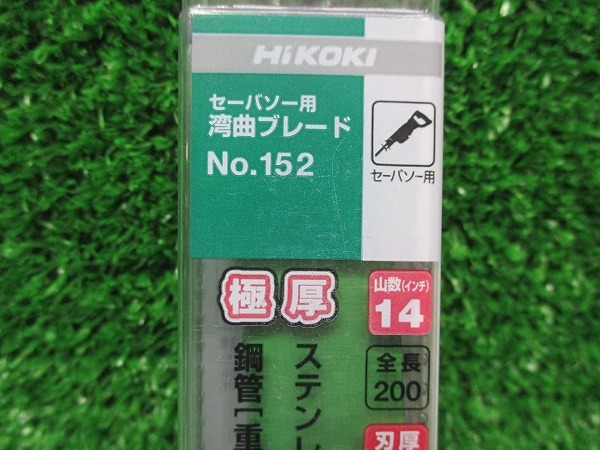 HiKOKI
セーバソー用
湾曲ブレード
No.152
セーバソー用
極厚
山数(インチ)
14
全長
200
刃厚
ステンレ
鋼管[重